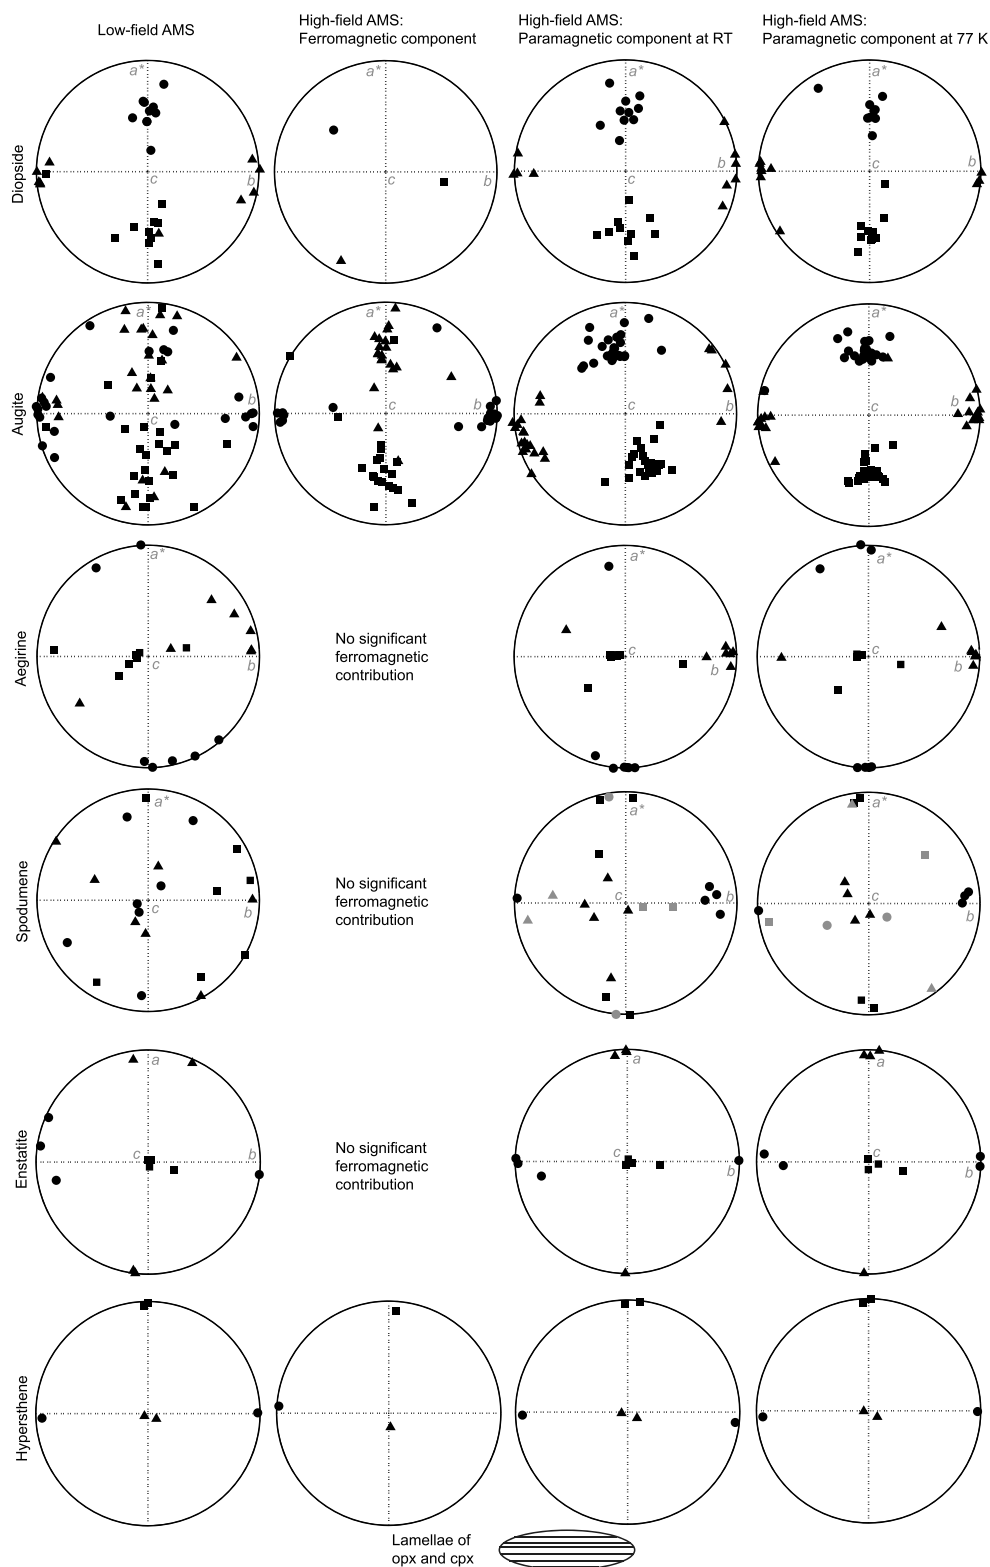 Low-field AMS
High-field AMS:
Ferromagnetic component
High-field AMS:
Paramagnetic component at RT
High-field AMS:
Paramagnetic component at 77 K
Diopside
a*
c
b
a*
c
b
a*
c
b
a*
c
b
Augite
a*
c
b
a*
c
b
a*
c
b
a*
c
b
Aegirine
a*
c
b
No significant
ferromagnetic
contribution
a*
c
b
a*
c
b
Spodumene
a*
c
b
No significant
ferromagnetic
contribution
a*
c
b
a*
c
b
Enstatite
a
c
b
No significant
ferromagnetic
contribution
a
c
b
a
c
b
Hypersthene
Lamellae of
opx and cpx